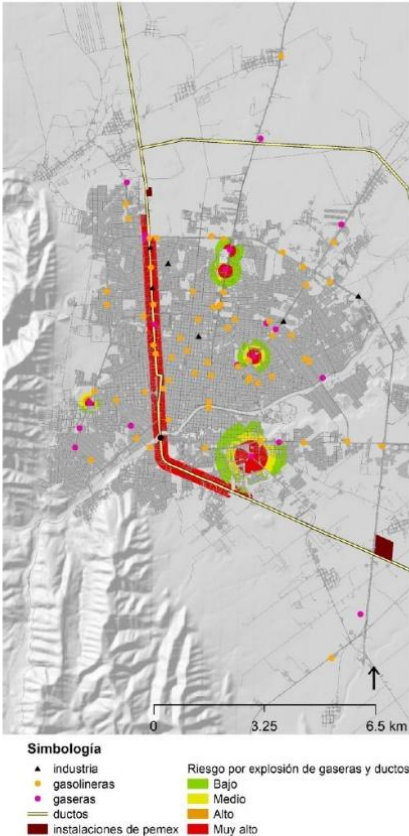 0 3.25 6.5 km
Simbología
industria
gasolineras
gaseras
ductos
instalaciones de pemex
Riesgo por explosión de gaseras y ductos
Bajo
Medio
Alto
Muy alto